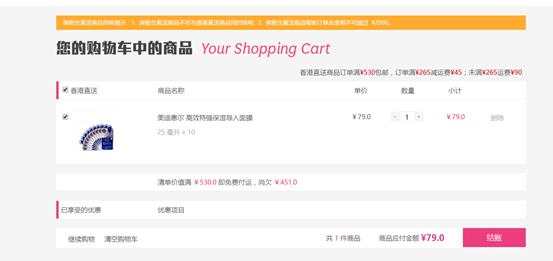 保税仓直送商品结帐提示 1. 保税仓直送商品不可与香港直送商品同时结帐; 2. 保税仓直送商品每张订单总金额不可超过 ¥2000。
您的购物车中的商品 Your Shopping Cart
香港直送商品订单满¥530包邮，订单满¥265减运费¥45；未满¥265运费¥90
香港直送 商品名称 单价 数量 小计
美迪惠尔 高效特强保湿导入面膜 ¥79.0 - 1 + ¥79.0 删除
25 毫升 x 10
清单价值满 ¥530.0 即免费付运，尚欠 ¥451.0
已享受的优惠 优惠项目
继续购物 清空购物车 共 1 件商品 商品应付金额 ¥79.0 结账